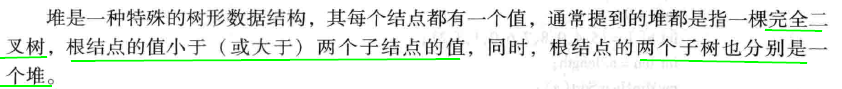 堆是一种特殊的树形数据结构，其每个结点都有一个值，通常提到的堆都是指一棵完全二
叉树，根结点的值小于（或大于）两个子结点的值，同时，根结点的两个子树也分别是一
个堆。